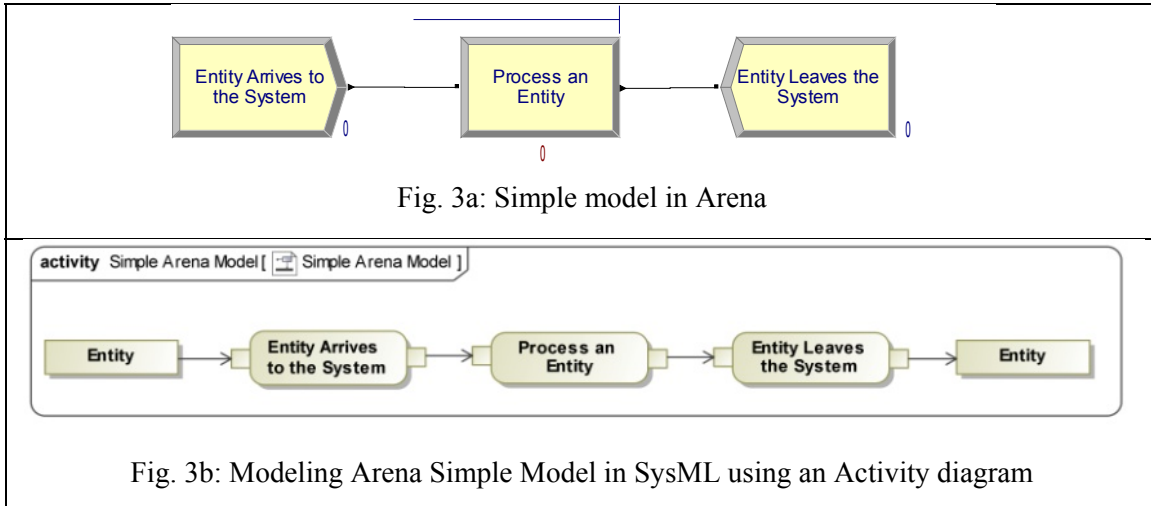 Entity Arrives to
the System
0
Process an
Entity
0
Entity Leaves the
System
0
Fig. 3a: Simple model in Arena
activity Simple Arena Model[ Simple Arena Model ]
Entity
Entity Arrives
to the System
Process an
Entity
Entity Leaves
the System
Entity
Fig. 3b: Modeling Arena Simple Model in SysML using an Activity diagram